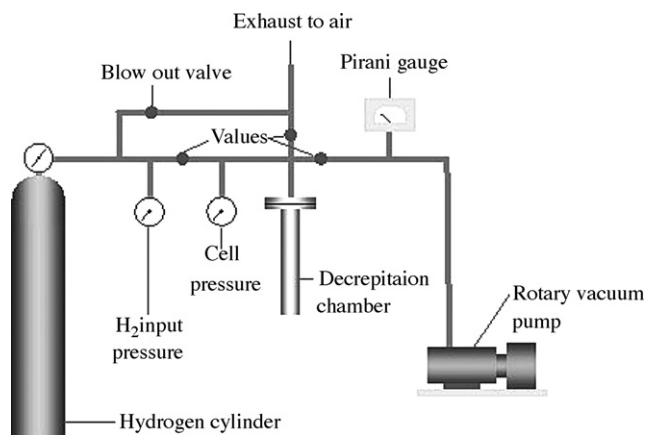 Exhaust to air
Pirani gauge
Blow out valve
Values
Cell
pressure
Decrepitaion
chamber
Rotary vacuum
pump
H₂input
pressure
Hydrogen cylinder